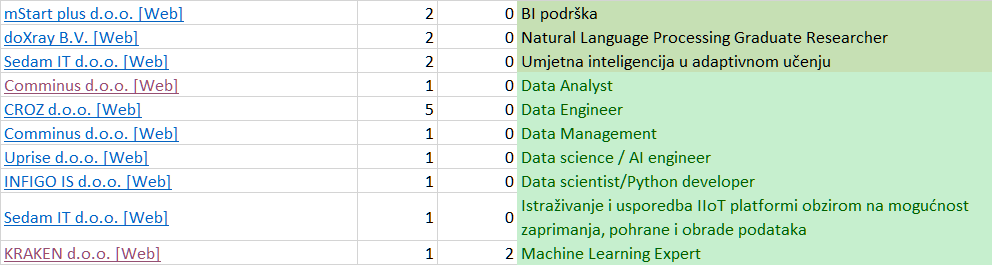 mStart plus d.o.o. [Web] 2 0 BI podrška
doXray B.V. [Web] 2 0 Natural Language Processing Graduate Researcher
Sedam IT d.o.o. [Web] 2 0 Umjetna inteligencija u adaptivnom učenju
Comminus d.o.o. [Web] 1 0 Data Analyst
CROZ d.o.o. [Web] 5 0 Data Engineer
Comminus d.o.o. [Web] 1 0 Data Management
Uprise d.o.o. [Web] 1 0 Data science / AI engineer
INFIGO IS d.o.o. [Web] 1 0 Data scientist/Python developer
Sedam IT d.o.o. [Web] 1 0 Istraživanje i usporedba IIoT platformi obzirom na mogućnost
zaprimanja, pohrane i obrade podataka
KRAKEN d.o.o. [Web] 1 2 Machine Learning Expert